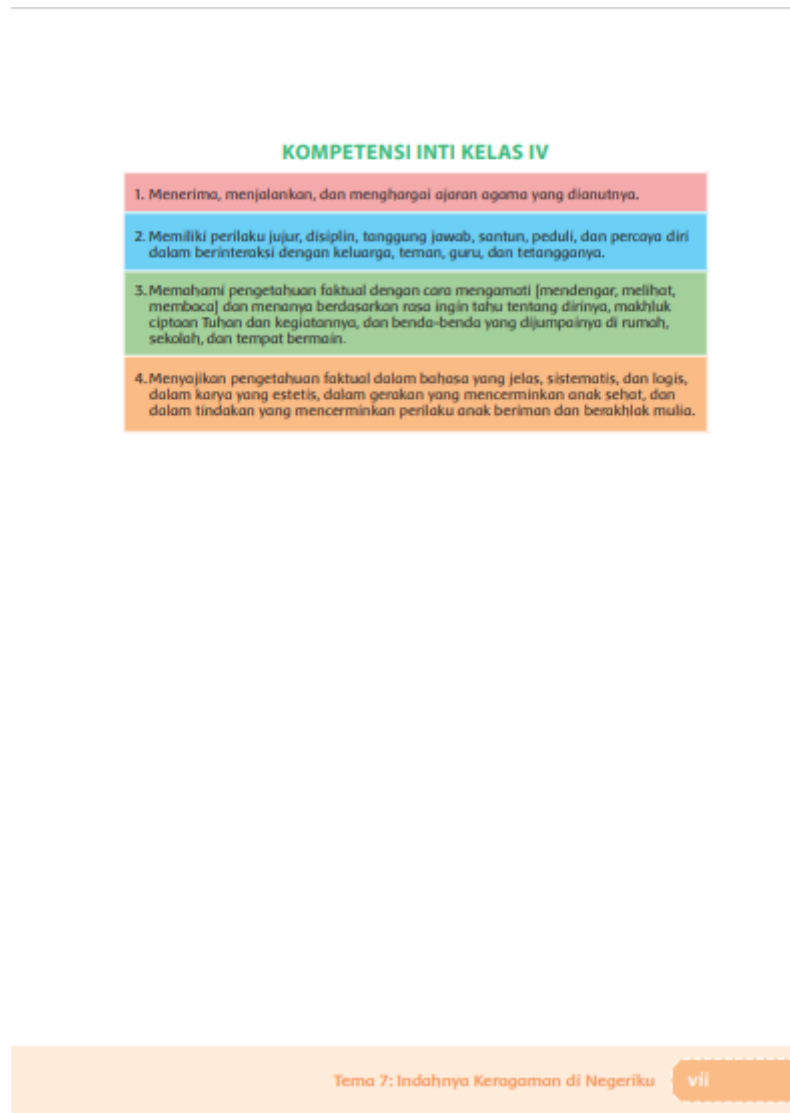 KOMPETENSI INTI KELAS IV
1. Menerima, menjalankan, dan menghargai ajaran agama yang dianutnya.
2. Memiliki perilaku jujur, disiplin, tanggung jawab, santun, peduli, dan percaya diri
dalam berinteraksi dengan keluarga, teman, guru, dan tetangganya.
3. Memahami pengetahuan faktual dengan cara mengamati [mendengar, melihat,
membaca] dan menanya berdasarkan rasa ingin tahu tentang dirinya, makhluk
ciptaan Tuhan dan kegiatannya, dan benda-benda yang dijumpainya di rumah,
sekolah, dan tempat bermain.
4. Menyajikan pengetahuan faktual dalam bahasa yang jelas, sistematis, dan logis,
dalam karya yang estetis, dalam gerakan yang mencerminkan anak sehat, dan
dalam tindakan yang mencerminkan perilaku anak beriman dan berakhlak mulia.
Tema 7: Indahnya Keragaman di Negeriku vii